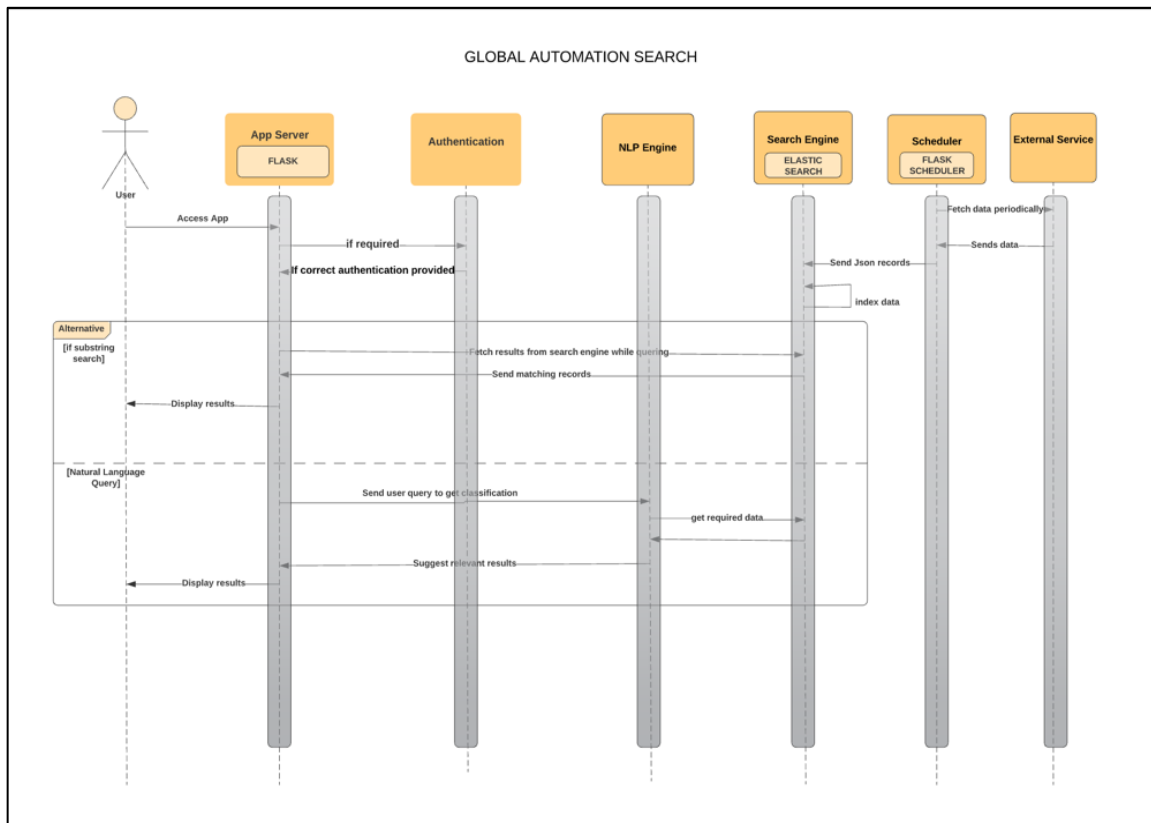 GLOBAL AUTOMATION SEARCH
User
App Server
FLASK
Authentication
NLP Engine
Search Engine
ELASTIC
SEARCH
Scheduler
FLASK
SCHEDULER
External Service
Access App
Fetch data periodically
if required
Sends data
Send Json records
If correct authentication provided
index data
Alternative
[if substring
search]
Fetch results from search engine while quering
Send matching records
Display results
[Natural Language
Query]
Send user query to get classification
get required data
Suggest relevant results
Display results